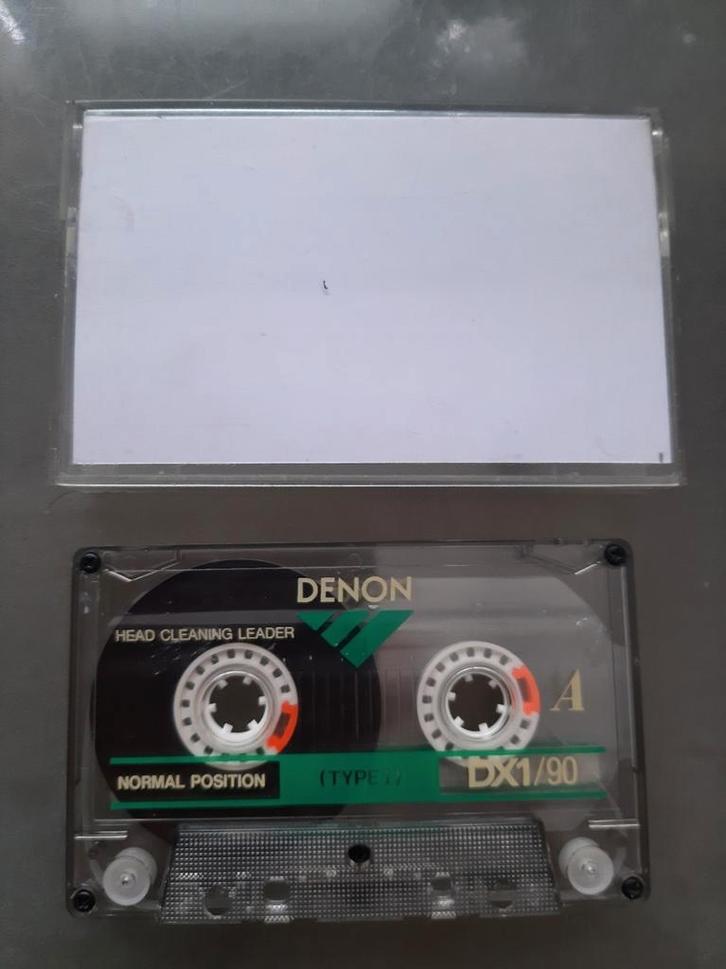 DENON
HEAD CLEANING LEADER
A
NORMAL POSITION
(TYPE I)
DX1/90